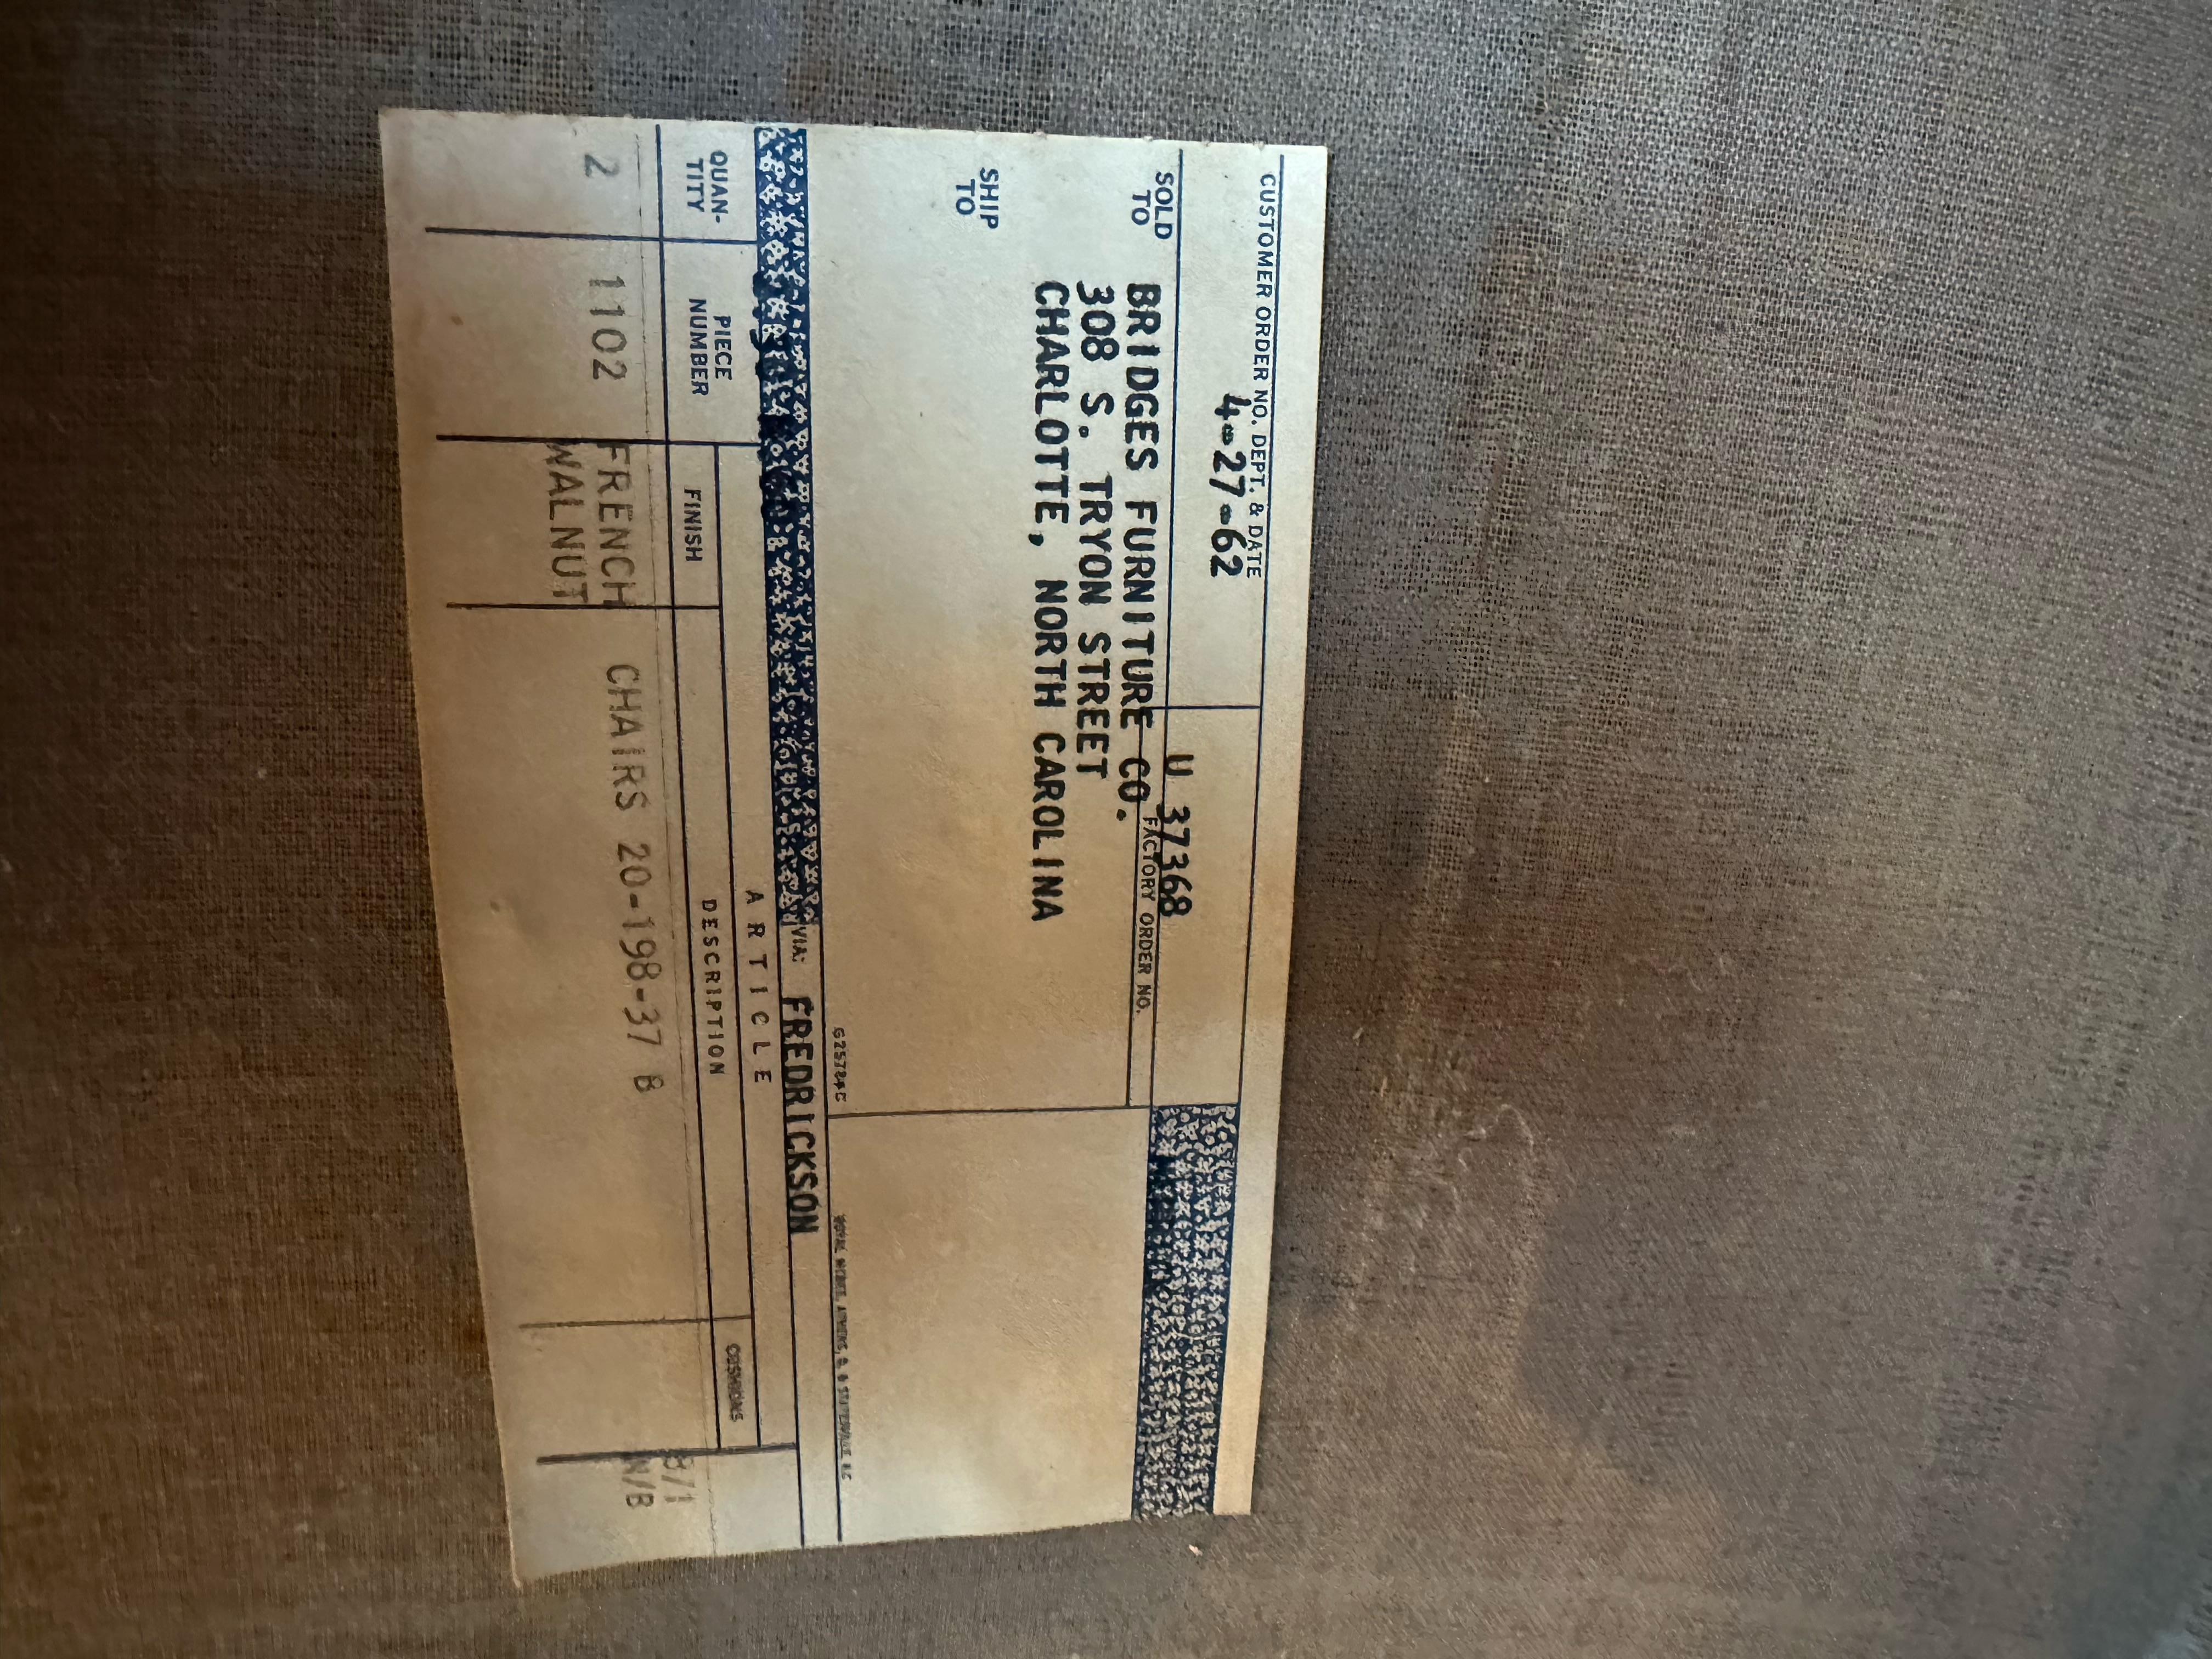 CUSTOMER ORDER NO. DEPT. & DATE
4-27-62
U 37368
FACTORY ORDER NO.
SOLD TO
BRIDGES FURNITURE CO.
308 S. TRYON STREET
CHARLOTTE, NORTH CAROLINA
SHIP TO
VIA: FREDRICKSON
ARTICLE
QUAN-TITY
PIECE NUMBER
FINISH
DESCRIPTION
CUSHIONS
2 1102 FRENCH WALNUT CHAIRS 20-198-37 B
N/B